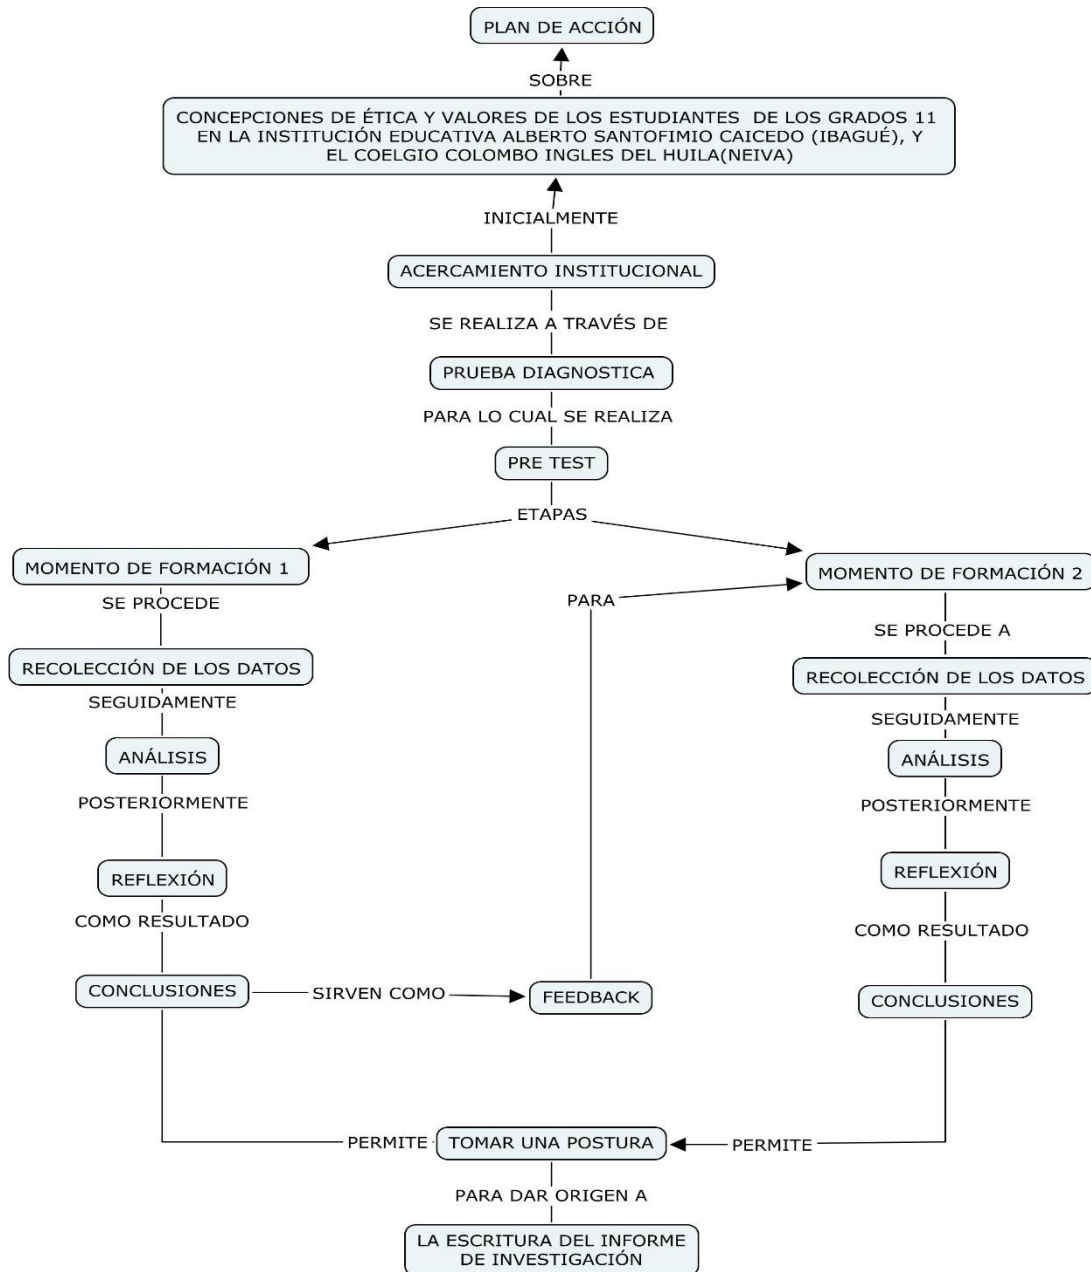 PLAN DE ACCIÓN
SOBRE
CONCEPCIONES DE ÉTICA Y VALORES DE LOS ESTUDIANTES DE LOS GRADOS 11
EN LA INSTITUCIÓN EDUCATIVA ALBERTO SANTOFIMIO CAICEDO (IBAGUÉ), Y
EL COELGIO COLOMBO INGLES DEL HUILA(NEIVA)
INICIALMENTE
ACERCAMIENTO INSTITUCIONAL
SE REALIZA A TRAVÉS DE
PRUEBA DIAGNOSTICA
PARA LO CUAL SE REALIZA
PRE TEST
ETAPAS
MOMENTO DE FORMACIÓN 1
SE PROCEDE
RECOLECCIÓN DE LOS DATOS
SEGUIDAMENTE
ANÁLISIS
POSTERIORMENTE
REFLEXIÓN
COMO RESULTADO
CONCLUSIONES
SIRVEN COMO
FEEDBACK
PARA
MOMENTO DE FORMACIÓN 2
SE PROCEDE A
RECOLECCIÓN DE LOS DATOS
SEGUIDAMENTE
ANÁLISIS
POSTERIORMENTE
REFLEXIÓN
COMO RESULTADO
CONCLUSIONES
PERMITE
TOMAR UNA POSTURA
PERMITE
PARA DAR ORIGEN A
LA ESCRITURA DEL INFORME
DE INVESTIGACIÓN